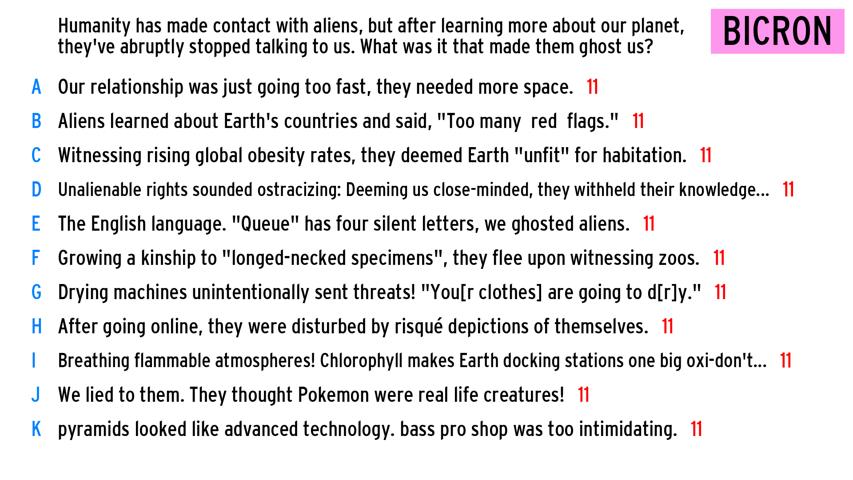 Humanity has made contact with aliens, but after learning more about our planet,
they've abruptly stopped talking to us. What was it that made them ghost us?
BICRON
A Our relationship was just going too fast, they needed more space. 11
B Aliens learned about Earth's countries and said, "Too many red flags." 11
C Witnessing rising global obesity rates, they deemed Earth "unfit" for habitation. 11
D Unalienable rights sounded ostracizing: Deeming us close-minded, they withheld their knowledge... 11
E The English language. "Queue" has four silent letters, we ghosted aliens. 11
F Growing a kinship to "longed-necked specimens", they flee upon witnessing zoos. 11
G Drying machines unintentionally sent threats! "You[r clothes] are going to d[r]y." 11
H After going online, they were disturbed by risqué depictions of themselves. 11
I Breathing flammable atmospheres! Chlorophyll makes Earth docking stations one big oxi-don't... 11
J We lied to them. They thought Pokemon were real life creatures! 11
K pyramids looked like advanced technology. bass pro shop was too intimidating. 11